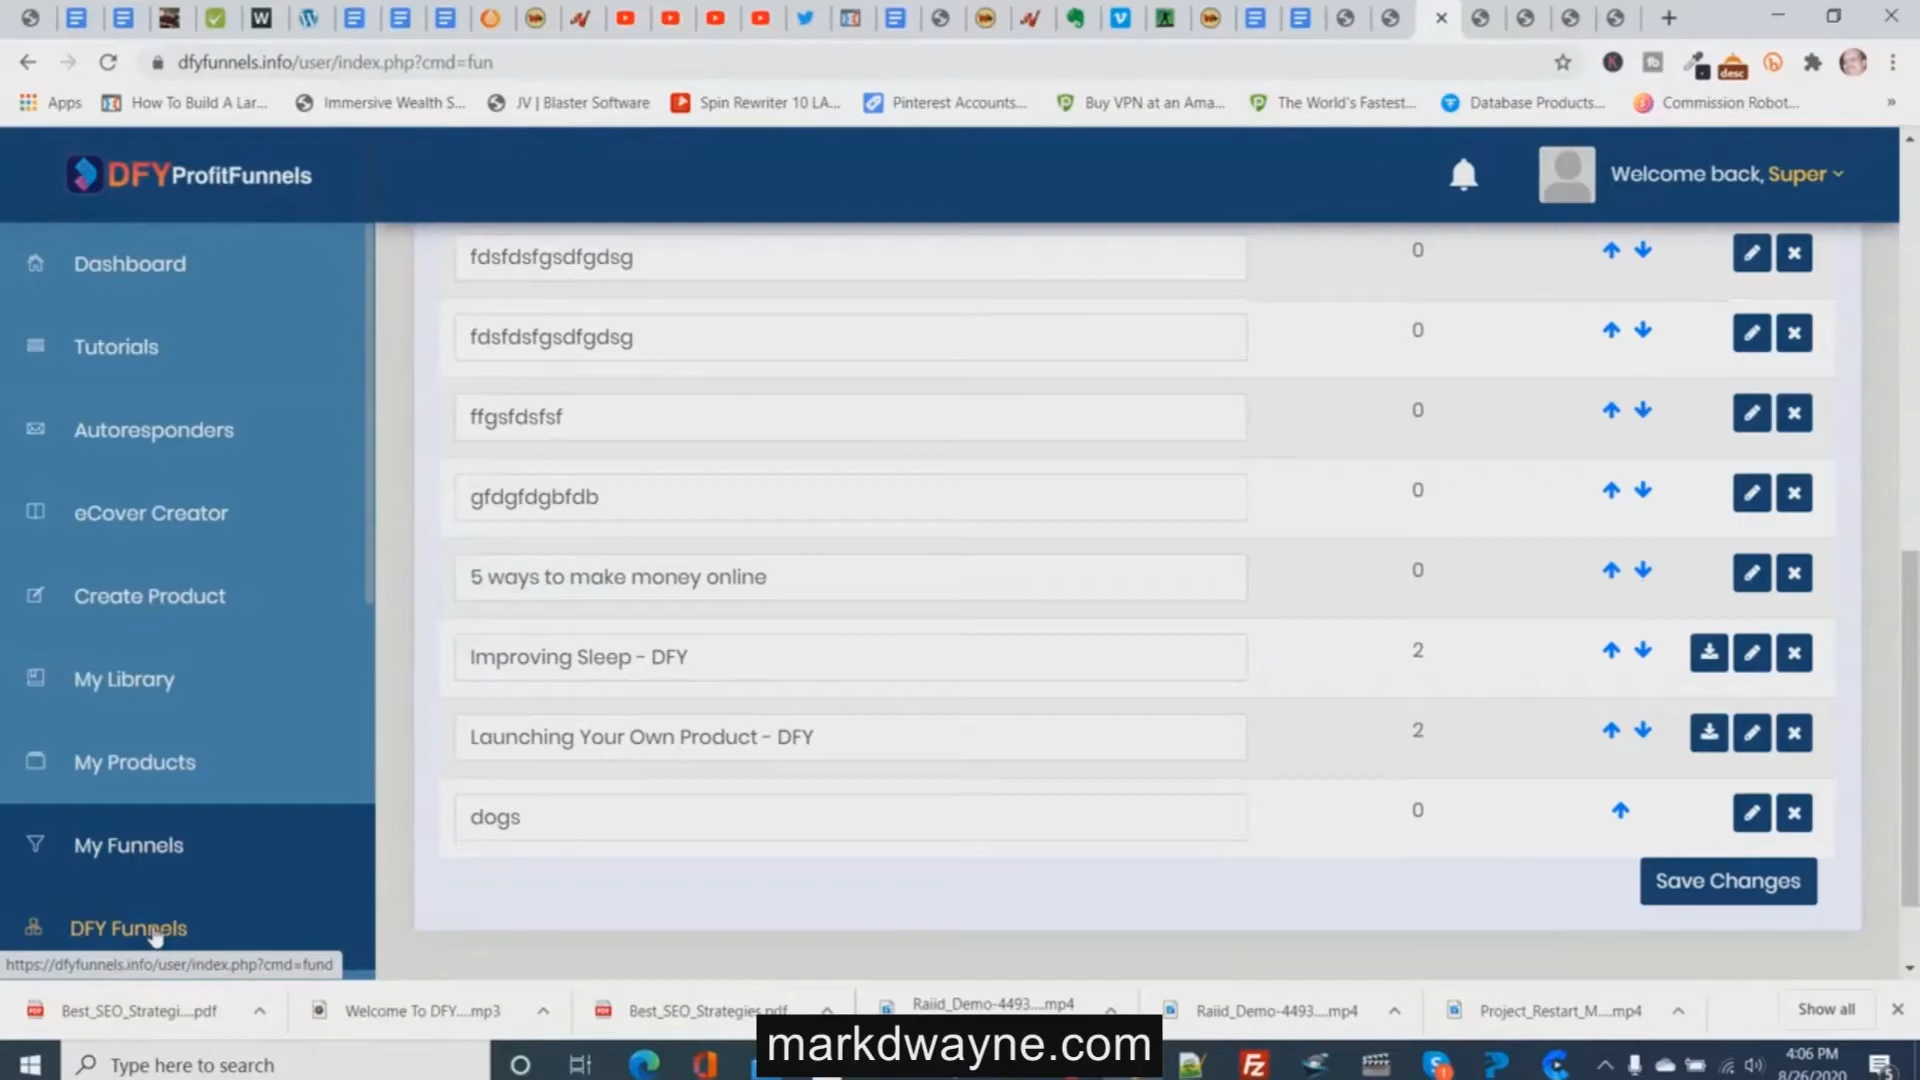 dfyfunnels.info/user/index.php?cmd=fun
desc
Apps
How To Build A Lar...
Immersive Wealth S...
JV | Blaster Software
Spin Rewriter 10 LA...
Pinterest Accounts...
Buy VPN at an Ama...
The World's Fastest...
Database Products...
Commission Robot...
»
DFYProfitFunnels
Welcome back, Super
Dashboard
Tutorials
Autoresponders
eCover Creator
Create Product
My Library
My Products
My Funnels
DFY Funnels
fdsfdsfgsdfgdsg 0
fdsfdsfgsdfgdsg 0
ffgsfdsfsf 0
gfdgfdgbfdb 0
5 ways to make money online 0
Improving Sleep - DFY 2
Launching Your Own Product - DFY 2
dogs 0
Save Changes
https://dfyfunnels.info/user/index.php?cmd=fund
Best_SEO_Strategi....pdf
Welcome To DFY....mp3
Best_SEO_Strategies.pdf
Raiid_Demo-4493....mp4
Raiid_Demo-4493....mp4
Project_Restart_M....mp4
Show all
markdwayne.com
Type here to search
4:06 PM
8/26/2020